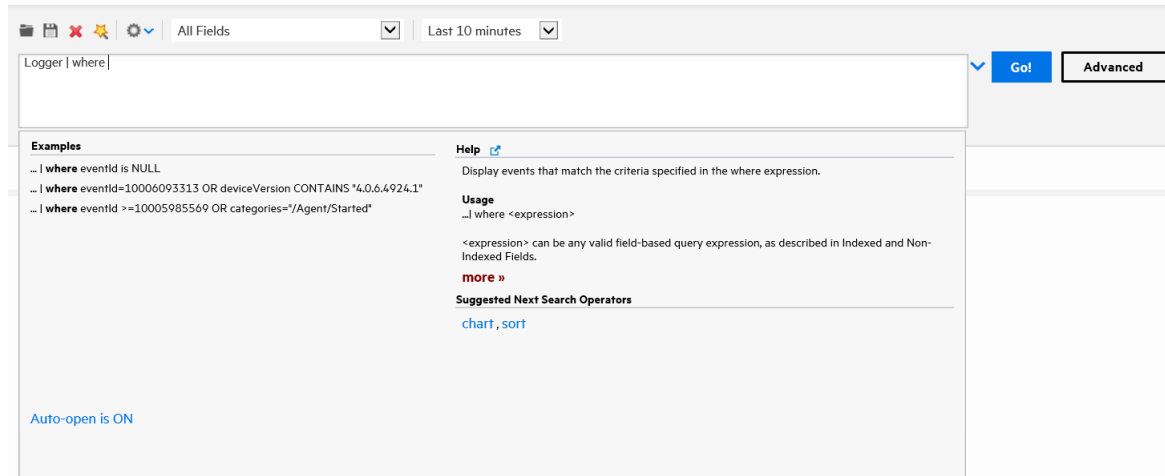 All Fields
Last 10 minutes
Logger | where
Go!
Advanced
Examples
... | where eventId is NULL
... | where eventId=10006093313 OR deviceVersion CONTAINS "4.0.6.4924.1"
... | where eventId >=10005985569 OR categories="/Agent/Started"
Auto-open is ON
Help
Display events that match the criteria specified in the where expression.
Usage
...| where <expression>
<expression> can be any valid field-based query expression, as described in Indexed and Non-
Indexed Fields.
more »
Suggested Next Search Operators
chart , sort